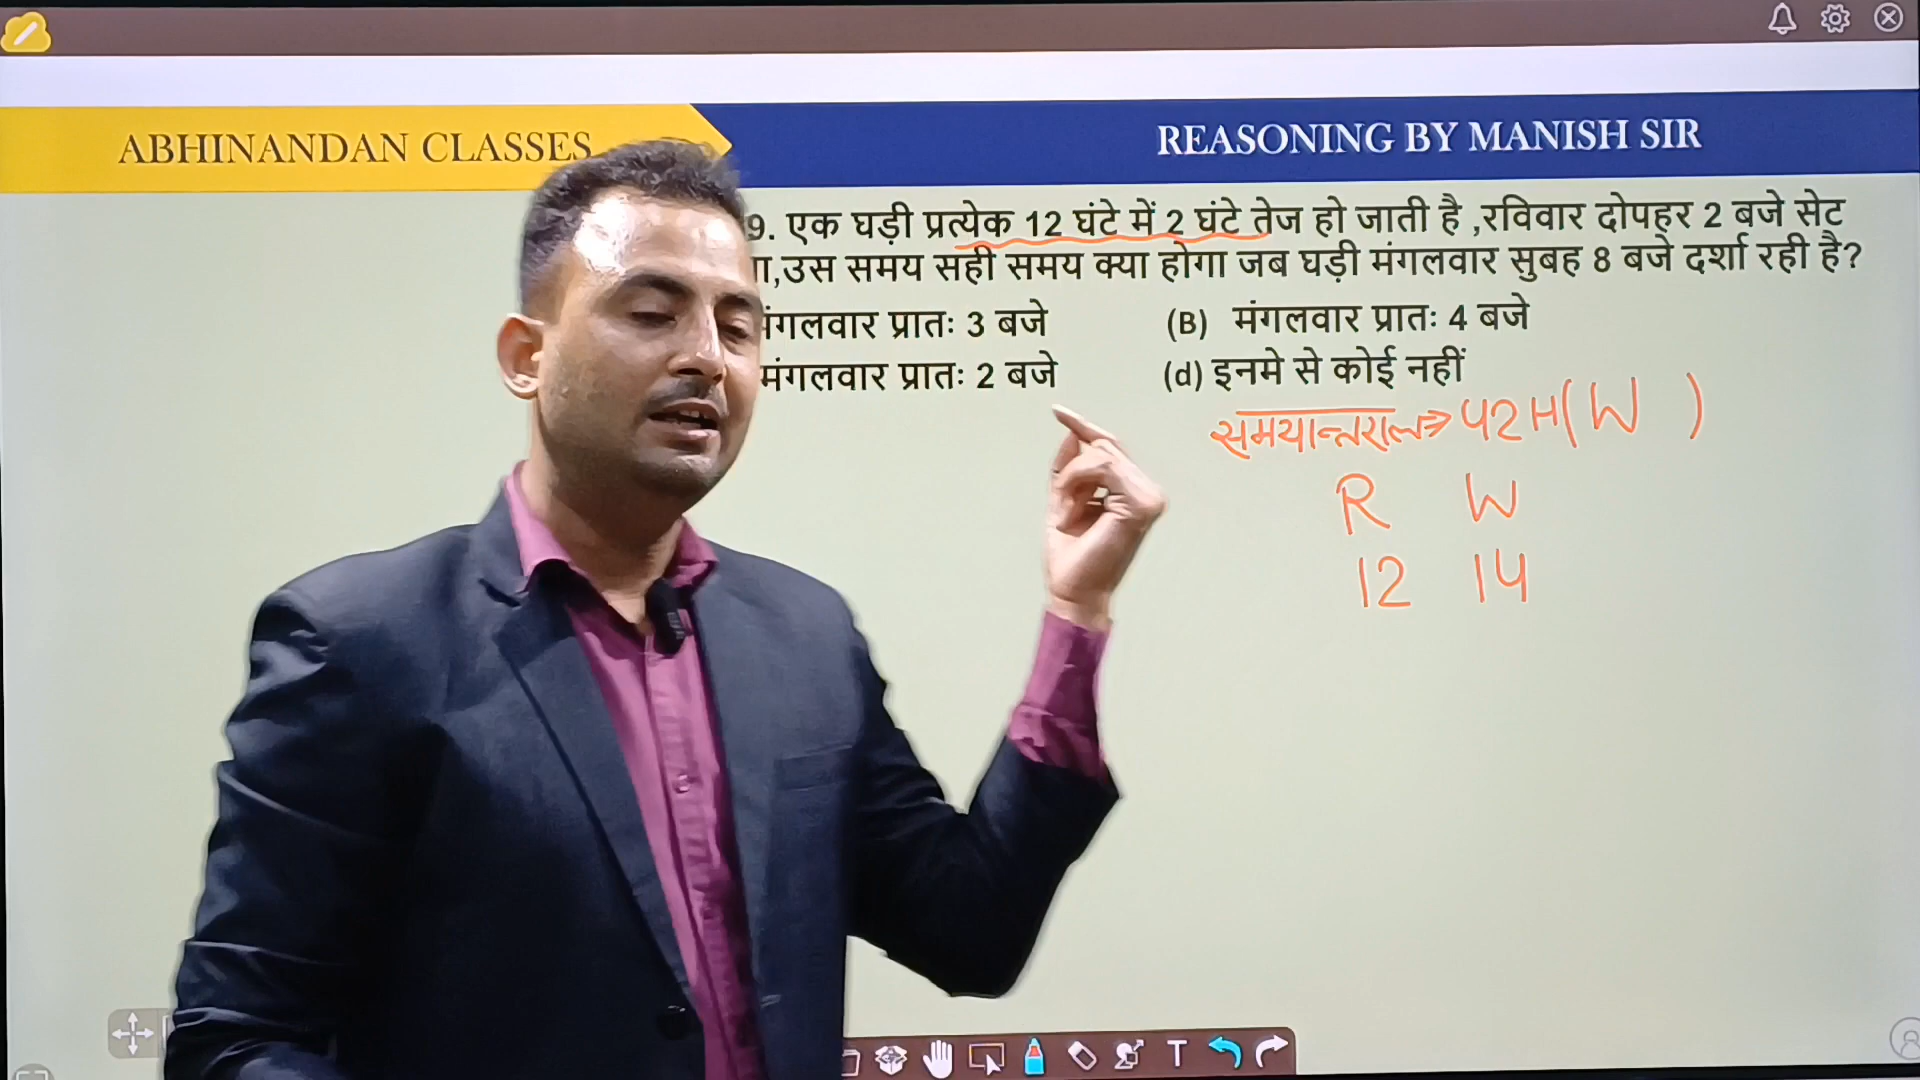 ABHINANDAN CLASSES
REASONING BY MANISH SIR
9. एक घड़ी प्रत्येक 12 घंटे में 2 घंटे तेज हो जाती है ,रविवार दोपहर 2 बजे सेट
,उस समय सही समय क्या होगा जब घड़ी मंगलवार सुबह 8 बजे दर्शा रही है?
मंगलवार प्रातः 3 बजे (B) मंगलवार प्रातः 4 बजे
मंगलवार प्रातः 2 बजे (d) इनमे से कोई नहीं
समयान्तराल→ 42H( W )
R W
12 14
T